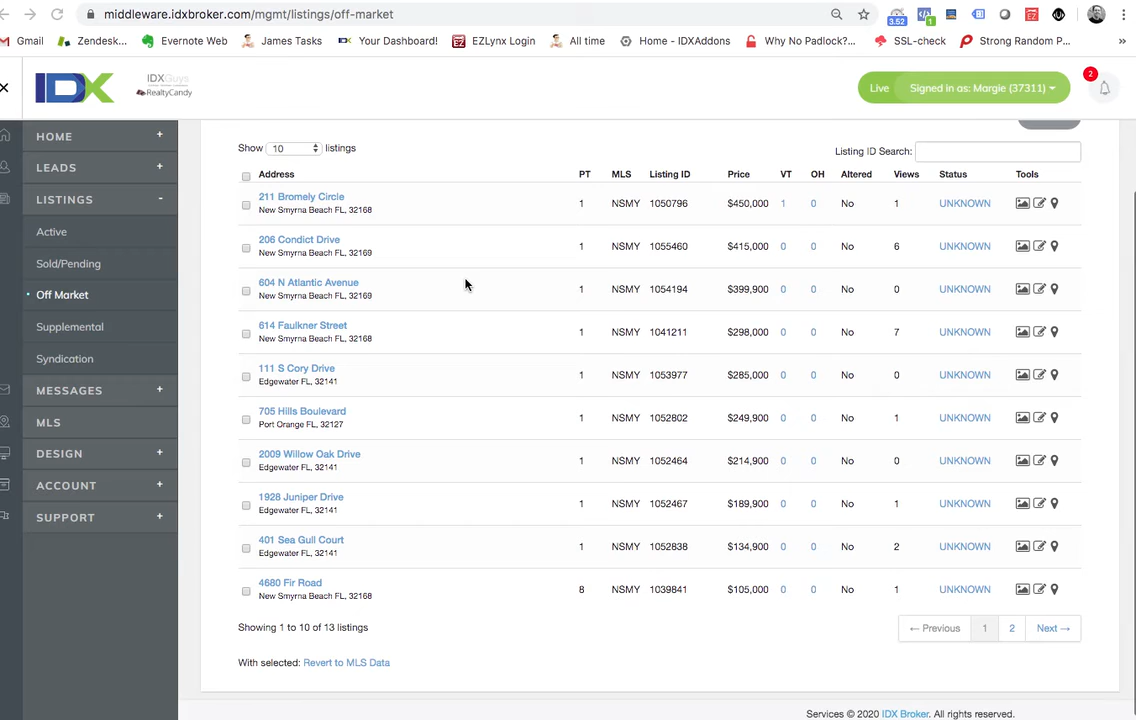 middleware.idxbroker.com/mgmt/listings/off-market
3.52
1
EZ
Gmail Zendesk... Evernote Web James Tasks Your Dashboard! EZ EZLynx Login All time Home - IDXAddons Why No Padlock?... SSL-check Strong Random P... »
IDX
IDXGuys
RealtyCandy
Live Signed in as: Margie (37311)
2
HOME +
LEADS +
LISTINGS -
Active
Sold/Pending
Off Market
Supplemental
Syndication
MESSAGES +
MLS
DESIGN +
ACCOUNT +
SUPPORT +
Show 10 listings
Listing ID Search:
Address PT MLS Listing ID Price VT OH Altered Views Status Tools
211 Bromely Circle
New Smyrna Beach FL, 32168
1 NSMY 1050796 $450,000 1 0 No 1 UNKNOWN
206 Condict Drive
New Smyrna Beach FL, 32169
1 NSMY 1055460 $415,000 0 0 No 6 UNKNOWN
604 N Atlantic Avenue
New Smyrna Beach FL, 32169
1 NSMY 1054194 $399,900 0 0 No 0 UNKNOWN
614 Faulkner Street
New Smyrna Beach FL, 32168
1 NSMY 1041211 $298,000 0 0 No 7 UNKNOWN
111 S Cory Drive
Edgewater FL, 32141
1 NSMY 1053977 $285,000 0 0 No 0 UNKNOWN
705 Hills Boulevard
Port Orange FL, 32127
1 NSMY 1052802 $249,900 0 0 No 1 UNKNOWN
2009 Willow Oak Drive
Edgewater FL, 32141
1 NSMY 1052464 $214,900 0 0 No 0 UNKNOWN
1928 Juniper Drive
Edgewater FL, 32141
1 NSMY 1052467 $189,900 0 0 No 1 UNKNOWN
401 Sea Gull Court
Edgewater FL, 32141
1 NSMY 1052838 $134,900 0 0 No 2 UNKNOWN
4680 Fir Road
New Smyrna Beach FL, 32168
8 NSMY 1039841 $105,000 0 0 No 1 UNKNOWN
Showing 1 to 10 of 13 listings
← Previous 1 2 Next →
With selected: Revert to MLS Data
Services © 2020 IDX Broker. All rights reserved.